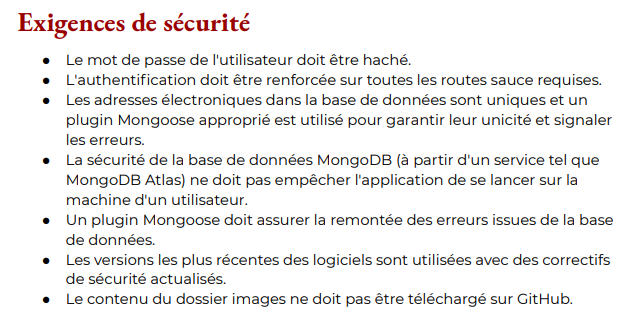 Exigences de sécurité
● Le mot de passe de l'utilisateur doit être haché.
● L'authentification doit être renforcée sur toutes les routes sauce requises.
● Les adresses électroniques dans la base de données sont uniques et un
plugin Mongoose approprié est utilisé pour garantir leur unicité et signaler
les erreurs.
● La sécurité de la base de données MongoDB (à partir d'un service tel que
MongoDB Atlas) ne doit pas empêcher l'application de se lancer sur la
machine d'un utilisateur.
● Un plugin Mongoose doit assurer la remontée des erreurs issues de la base
de données.
● Les versions les plus récentes des logiciels sont utilisées avec des correctifs
de sécurité actualisés.
● Le contenu du dossier images ne doit pas être téléchargé sur GitHub.